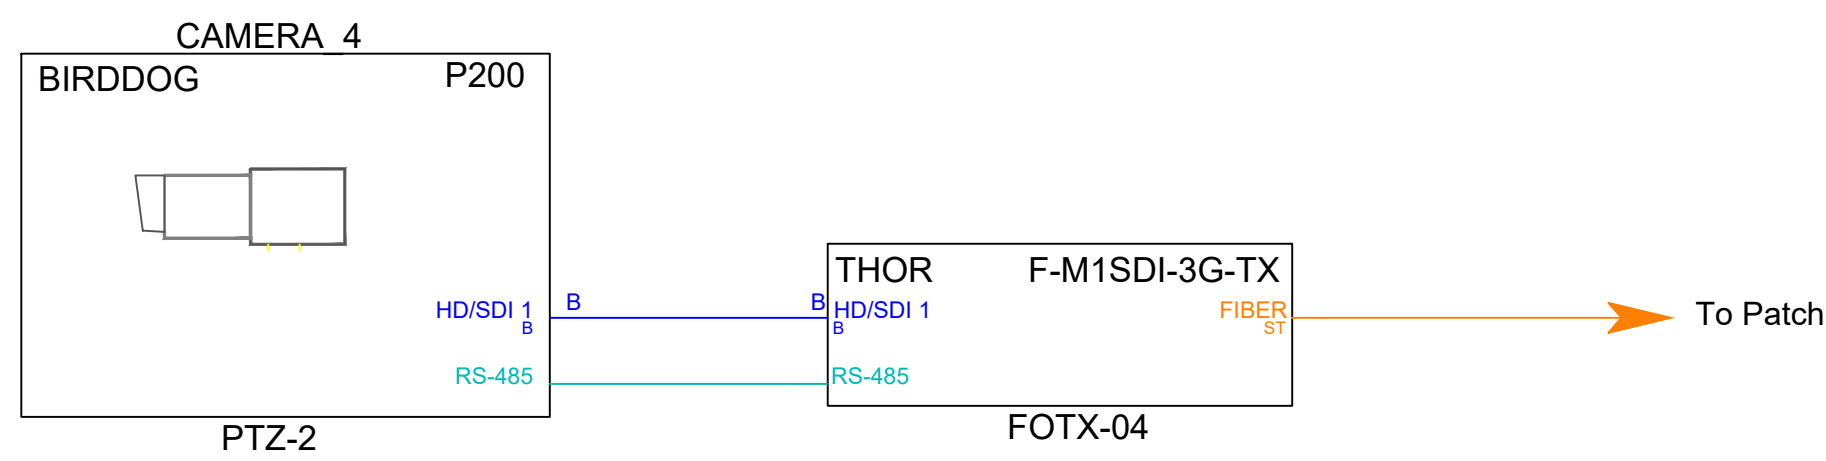 CAMERA_4
BIRDDOG P200
HD/SDI 1
B
B
B
RS-485
PTZ-2
THOR F-M1SDI-3G-TX
HD/SDI 1
B
FIBER
ST
RS-485
FOTX-04
To Patch